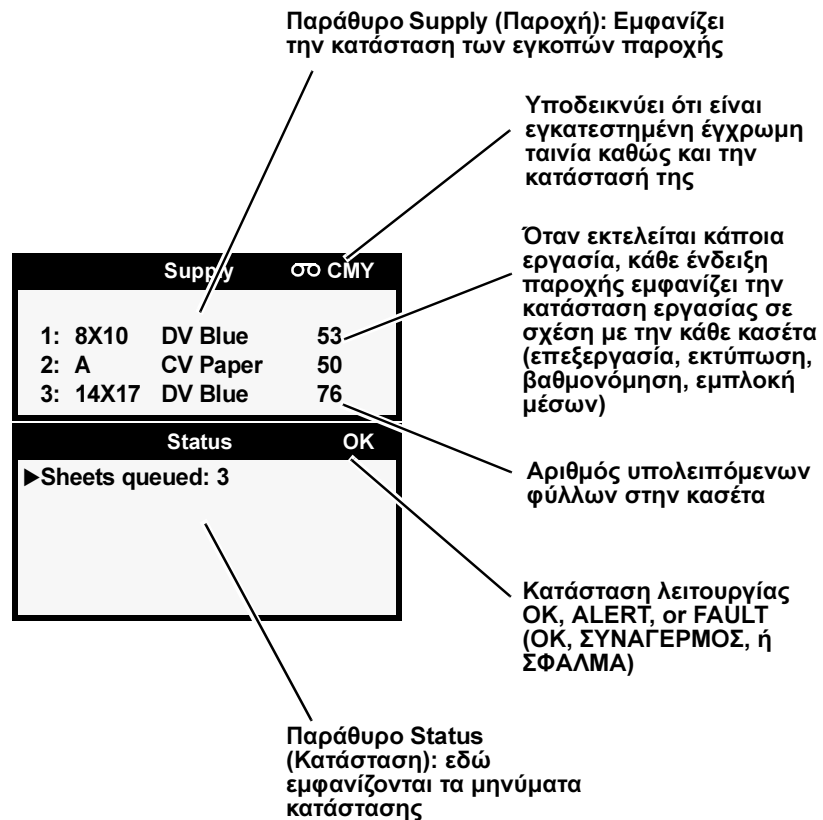 Παράθυρο Supply (Παροχή): Εμφανίζει
την κατάσταση των εγκοπών παροχής
Υποδεικνύει ότι είναι
εγκατεστημένη έγχρωμη
ταινία καθώς και την
κατάστασή της
Όταν εκτελείται κάποια
εργασία, κάθε ένδειξη
παροχής εμφανίζει την
κατάσταση εργασίας σε
σχέση με την κάθε κασέτα
(επεξεργασία, εκτύπωση,
βαθμονόμηση, εμπλοκή
μέσων)
Supply CMY
1: 8X10 DV Blue 53
2: A CV Paper 50
3: 14X17 DV Blue 76
Status OK
▶Sheets queued: 3
Αριθμός υπολειπόμενων
φύλλων στην κασέτα
Κατάσταση λειτουργίας
OK, ALERT, or FAULT
(OK, ΣΥΝΑΓΕΡΜΟΣ, ή
ΣΦΑΛΜΑ)
Παράθυρο Status
(Κατάσταση): εδώ
εμφανίζονται τα μηνύματα
κατάστασης